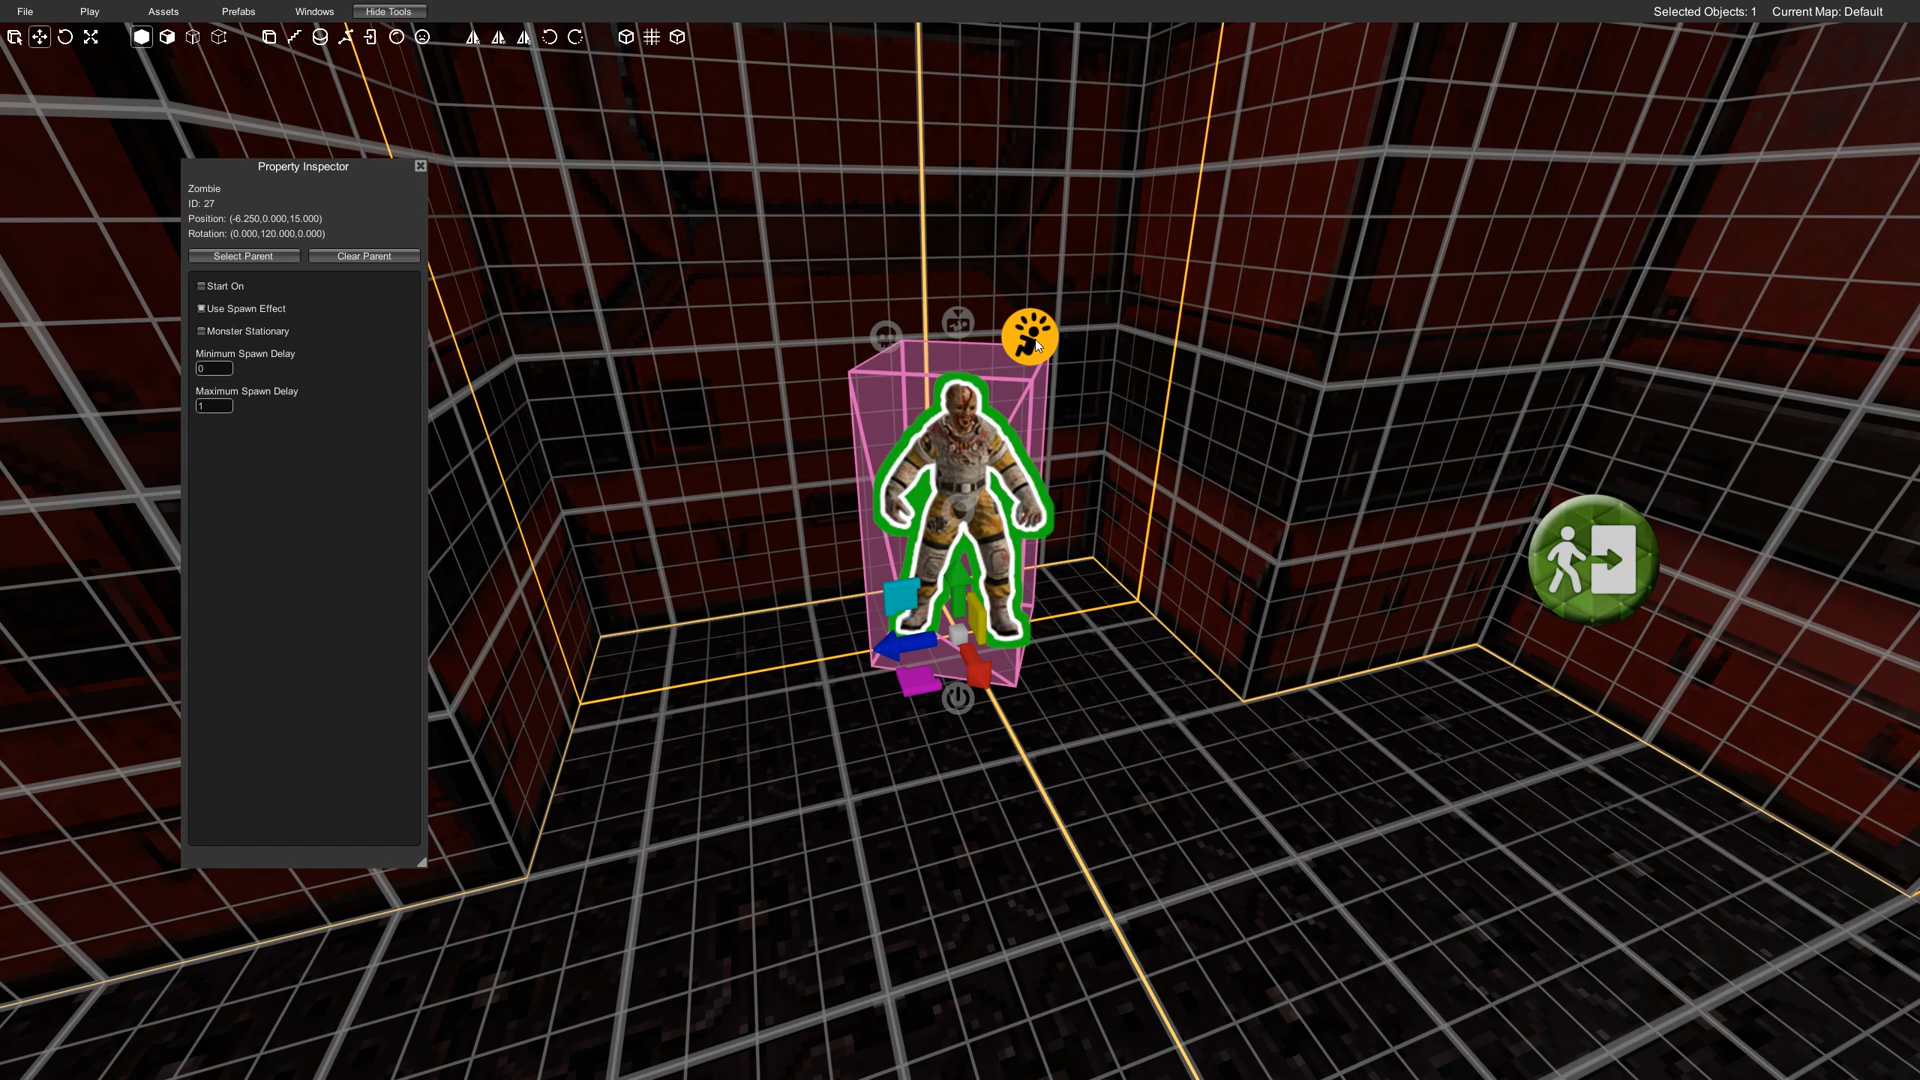 File Play Assets Prefabs Windows Hide Tools Selected Objects: 1 Current Map: Default
Property Inspector
Zombie
ID: 27
Position: (-6.250,0.000,15.000)
Rotation: (0.000,120.000,0.000)
Select Parent Clear Parent
Start On
Use Spawn Effect
Monster Stationary
Minimum Spawn Delay
0
Maximum Spawn Delay
1